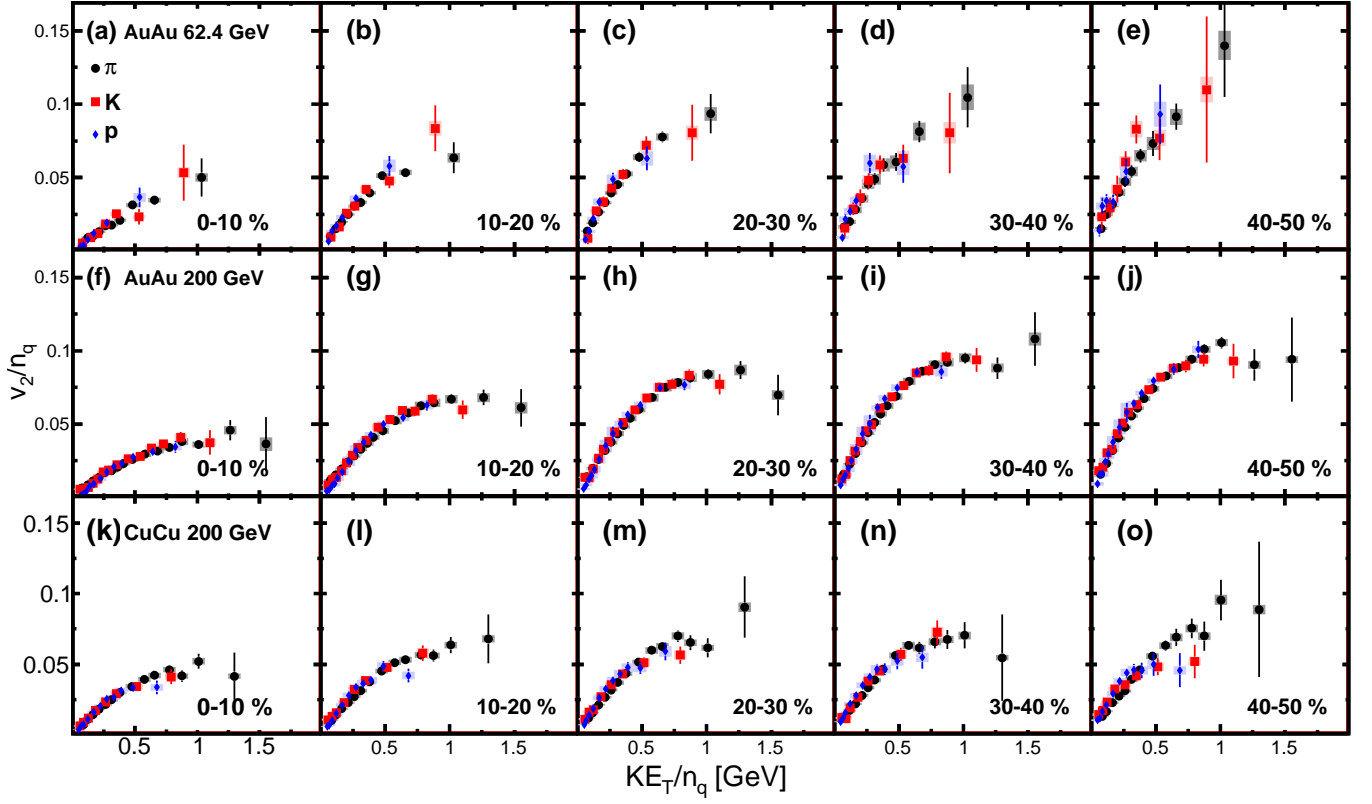 (a) AuAu 62.4 GeV (b) (c) (d) (e)
0.15
π
K
p
0.1
0.05
0-10 % 10-20 % 20-30 % 30-40 % 40-50 %
(f) AuAu 200 GeV (g) (h) (i) (j)
0.15
0.1
0.05
v2/nq
0-10 % 10-20 % 20-30 % 30-40 % 40-50 %
(k) CuCu 200 GeV (l) (m) (n) (o)
0.15
0.1
0.05
0-10 % 10-20 % 20-30 % 30-40 % 40-50 %
0.5 1 1.5 0.5 1 1.5 0.5 1 1.5 0.5 1 1.5 0.5 1 1.5
KET/nq [GeV]